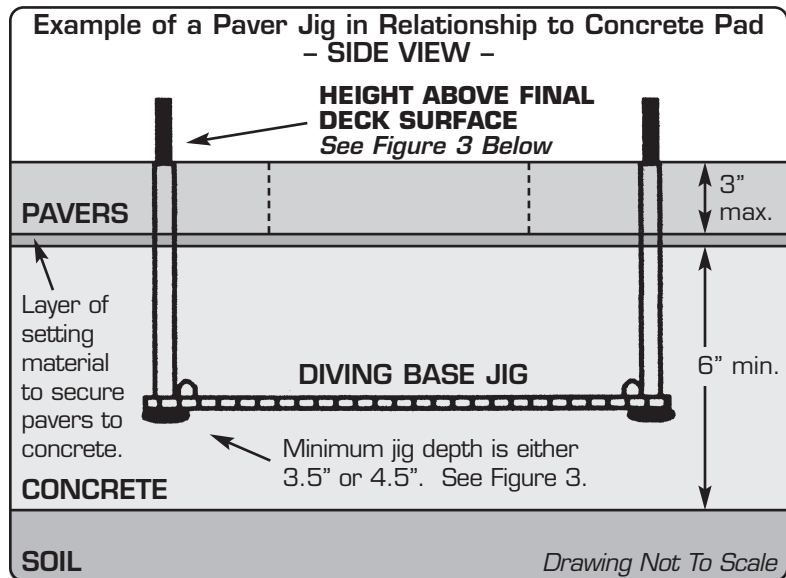 Example of a Paver Jig in Relationship to Concrete Pad
– SIDE VIEW –
HEIGHT ABOVE FINAL
DECK SURFACE
See Figure 3 Below
3”
max.
PAVERS
Layer of
setting
material
to secure
pavers to
concrete.
DIVING BASE JIG
6” min.
Minimum jig depth is either
3.5” or 4.5”. See Figure 3.
CONCRETE
SOIL
Drawing Not To Scale